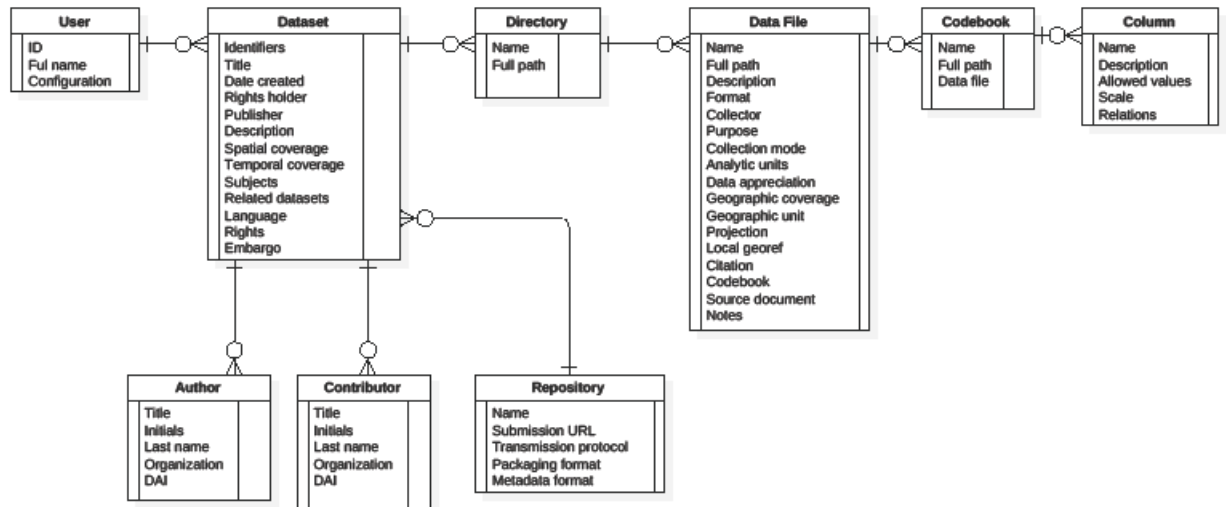 User
ID
Ful name
Configuration
Dataset
Identifiers
Title
Date created
Rights holder
Publisher
Description
Spatial coverage
Temporal coverage
Subjects
Related datasets
Language
Rights
Embargo
Directory
Name
Full path
Data File
Name
Full path
Description
Format
Collector
Purpose
Collection mode
Analytic units
Data appreciation
Geographic coverage
Geographic unit
Projection
Local georef
Citation
Codebook
Source document
Notes
Codebook
Name
Full path
Data file
Column
Name
Description
Allowed values
Scale
Relations
Author
Title
Initials
Last name
Organization
DAI
Contributor
Title
Initials
Last name
Organization
DAI
Repository
Name
Submission URL
Transmission protocol
Packaging format
Metadata format